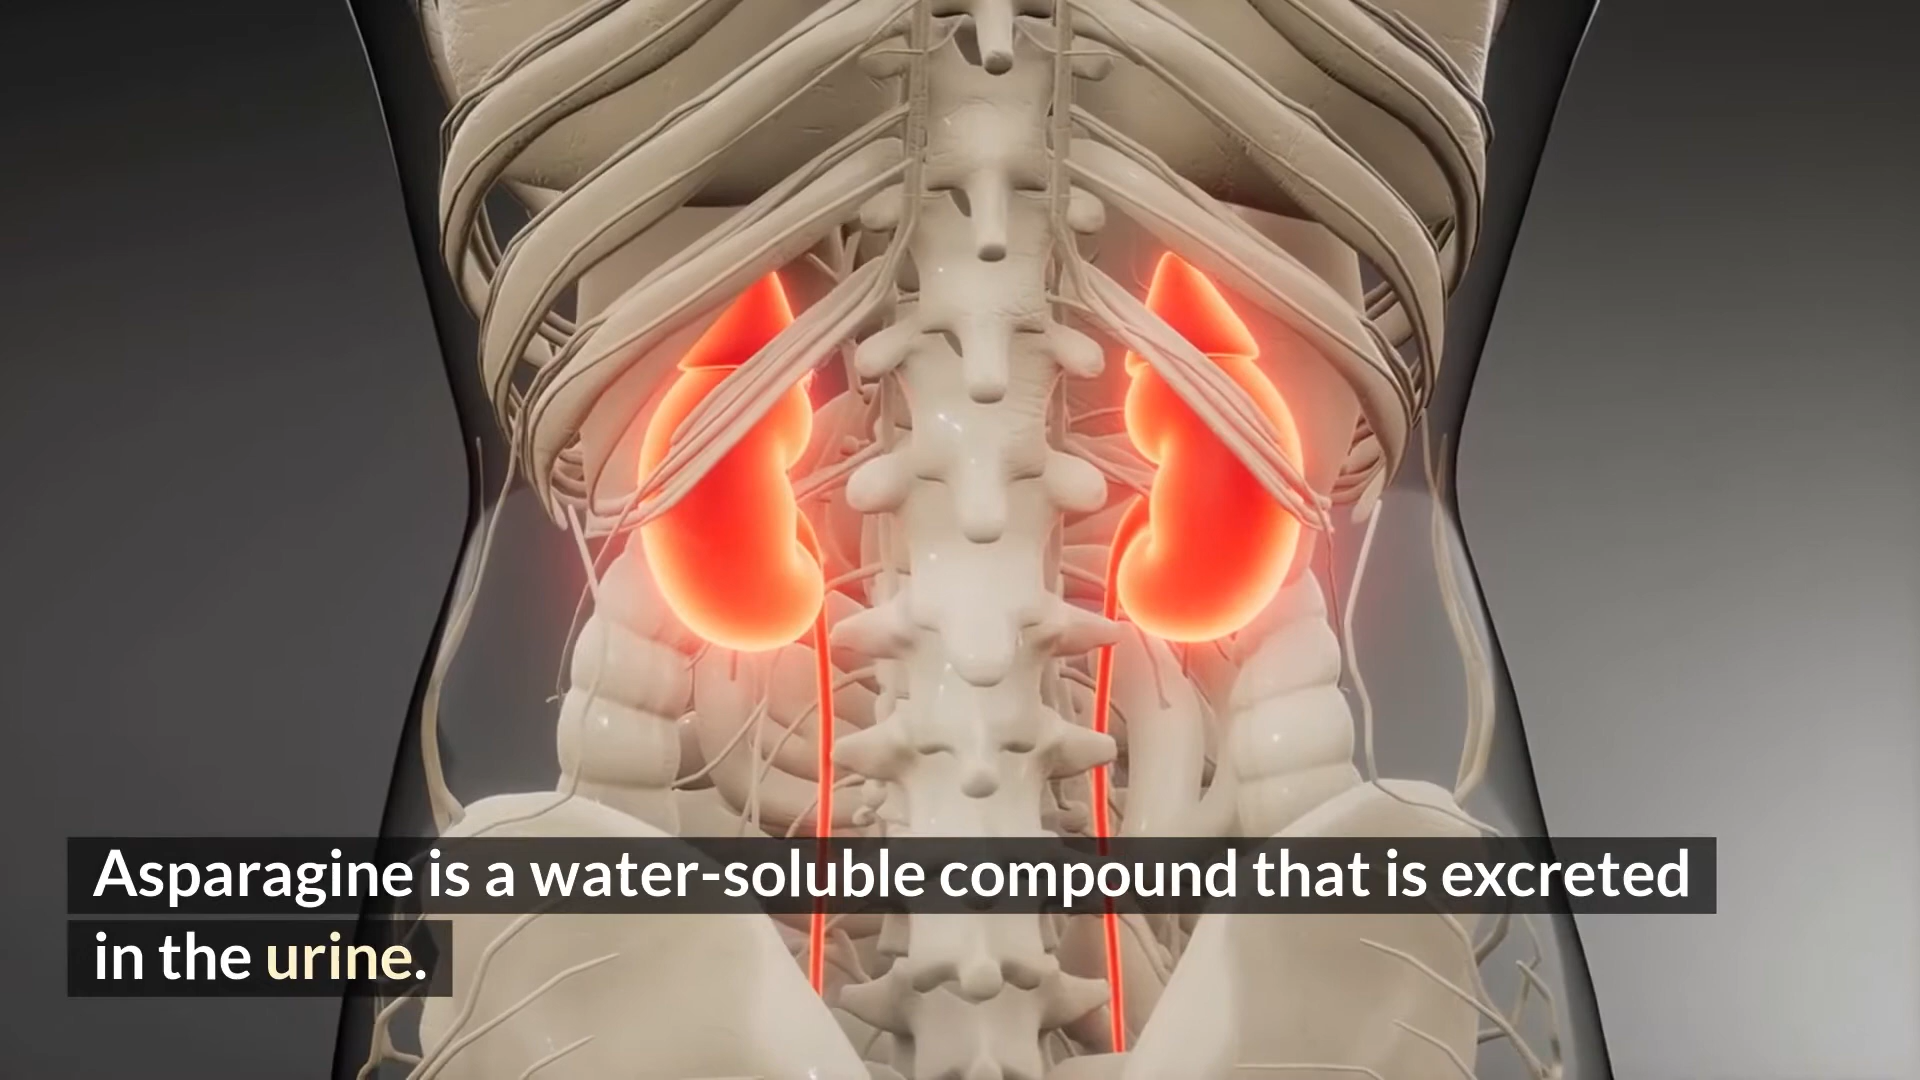 Asparagine is a water-soluble compound that is excreted
in the urine.